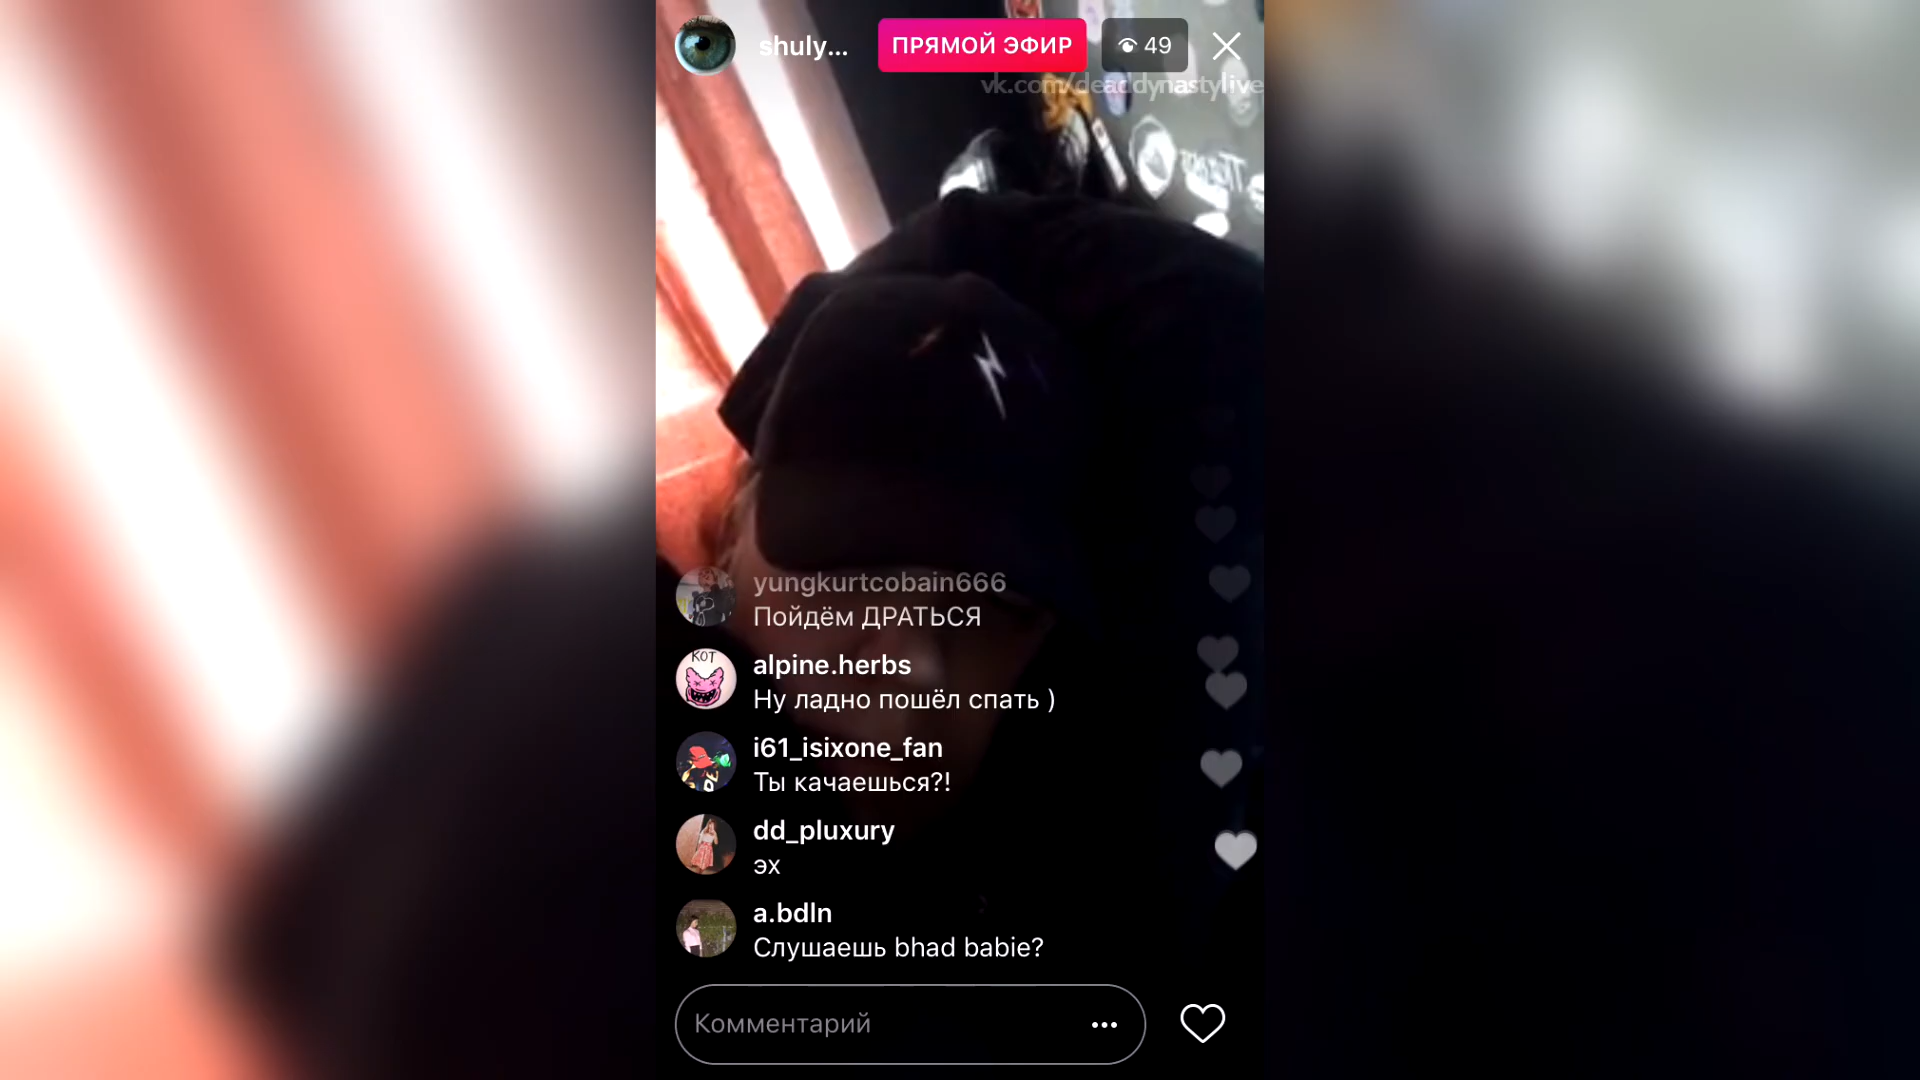 shuly...
ПРЯМОЙ ЭФИР
49
vk.com/deaddynastylive
yungkurtcobain666
Пойдём ДРАТЬСЯ
КОТ
alpine.herbs
Ну ладно пошёл спать )
i61_isixone_fan
Ты качаешься?!
dd_pluxury
эх
a.bdln
Слушаешь bhad babie?
Комментарий